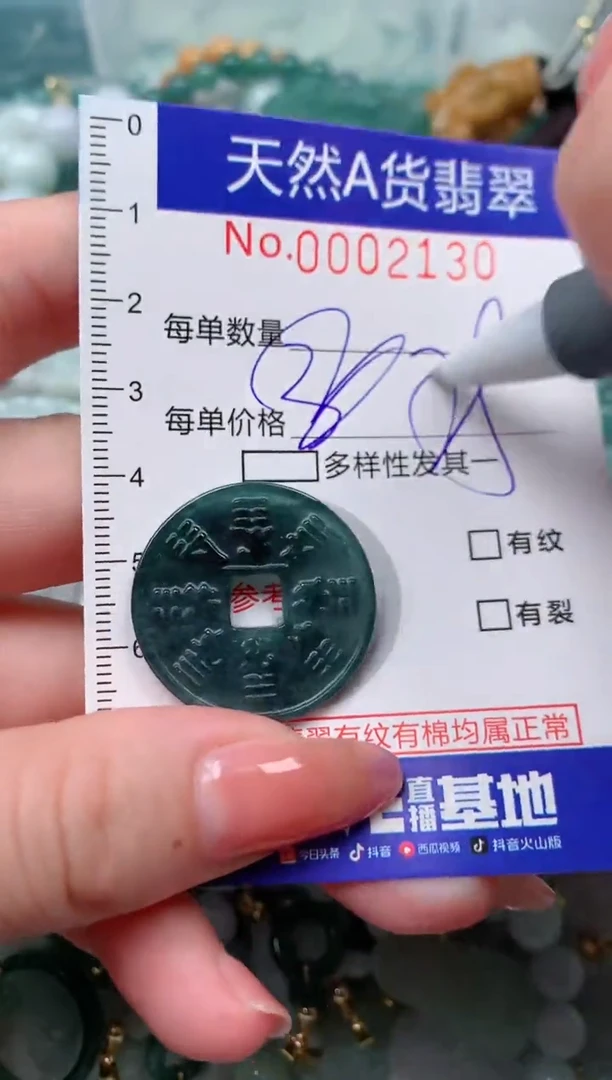 0
天然A货翡翠
1
No.0002130
2
每单数量
3
每单价格
4
多样性发其一
5
有纹
参考
有裂
6
翡翠有纹有棉均属正常
直播基地
今日头条 抖音 西瓜视频 抖音火山版